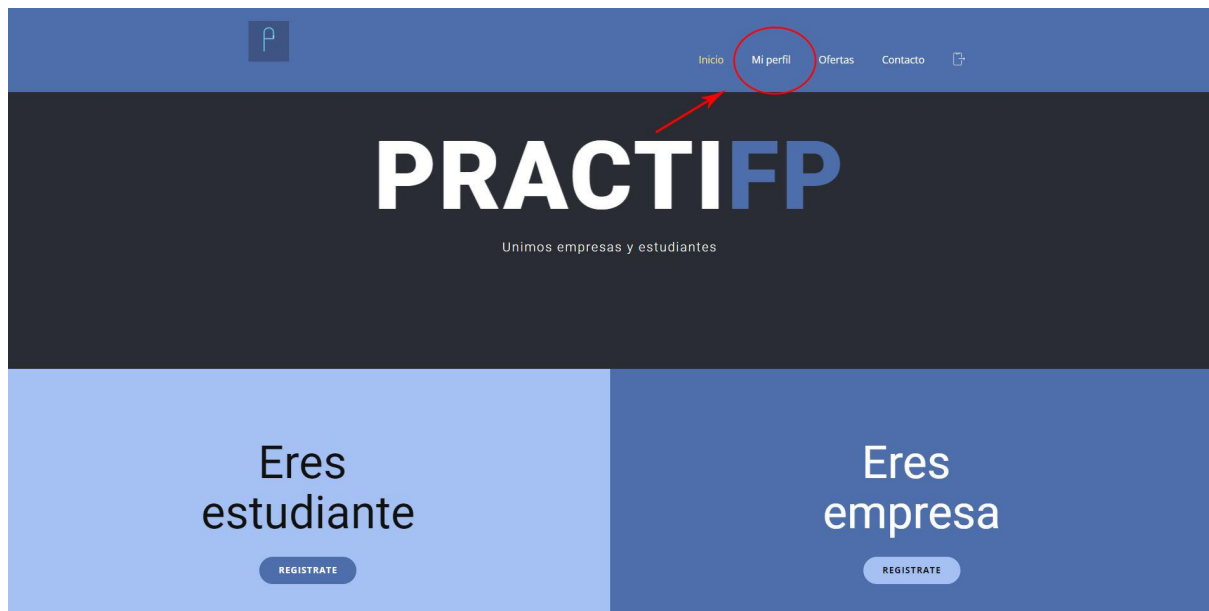 Inicio Mi perfil Ofertas Contacto
PRACTIFP
Unimos empresas y estudiantes
Eres
estudiante
REGISTRATE
Eres
empresa
REGISTRATE